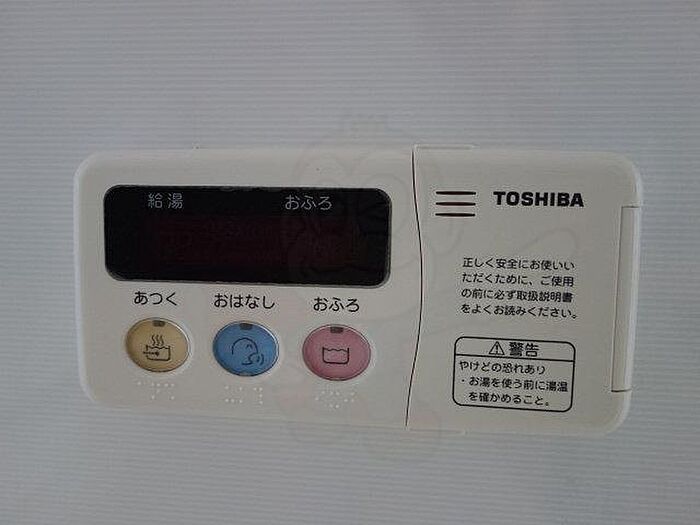 給湯 おふろ
あつく おはなし おふろ
TOSHIBA
正しく安全にお使いい
ただくために、ご使用
の前に必ず取扱説明書
をよくお読みください。
⚠警告
やけどの恐れあり
・お湯を使う前に湯温
を確かめること。